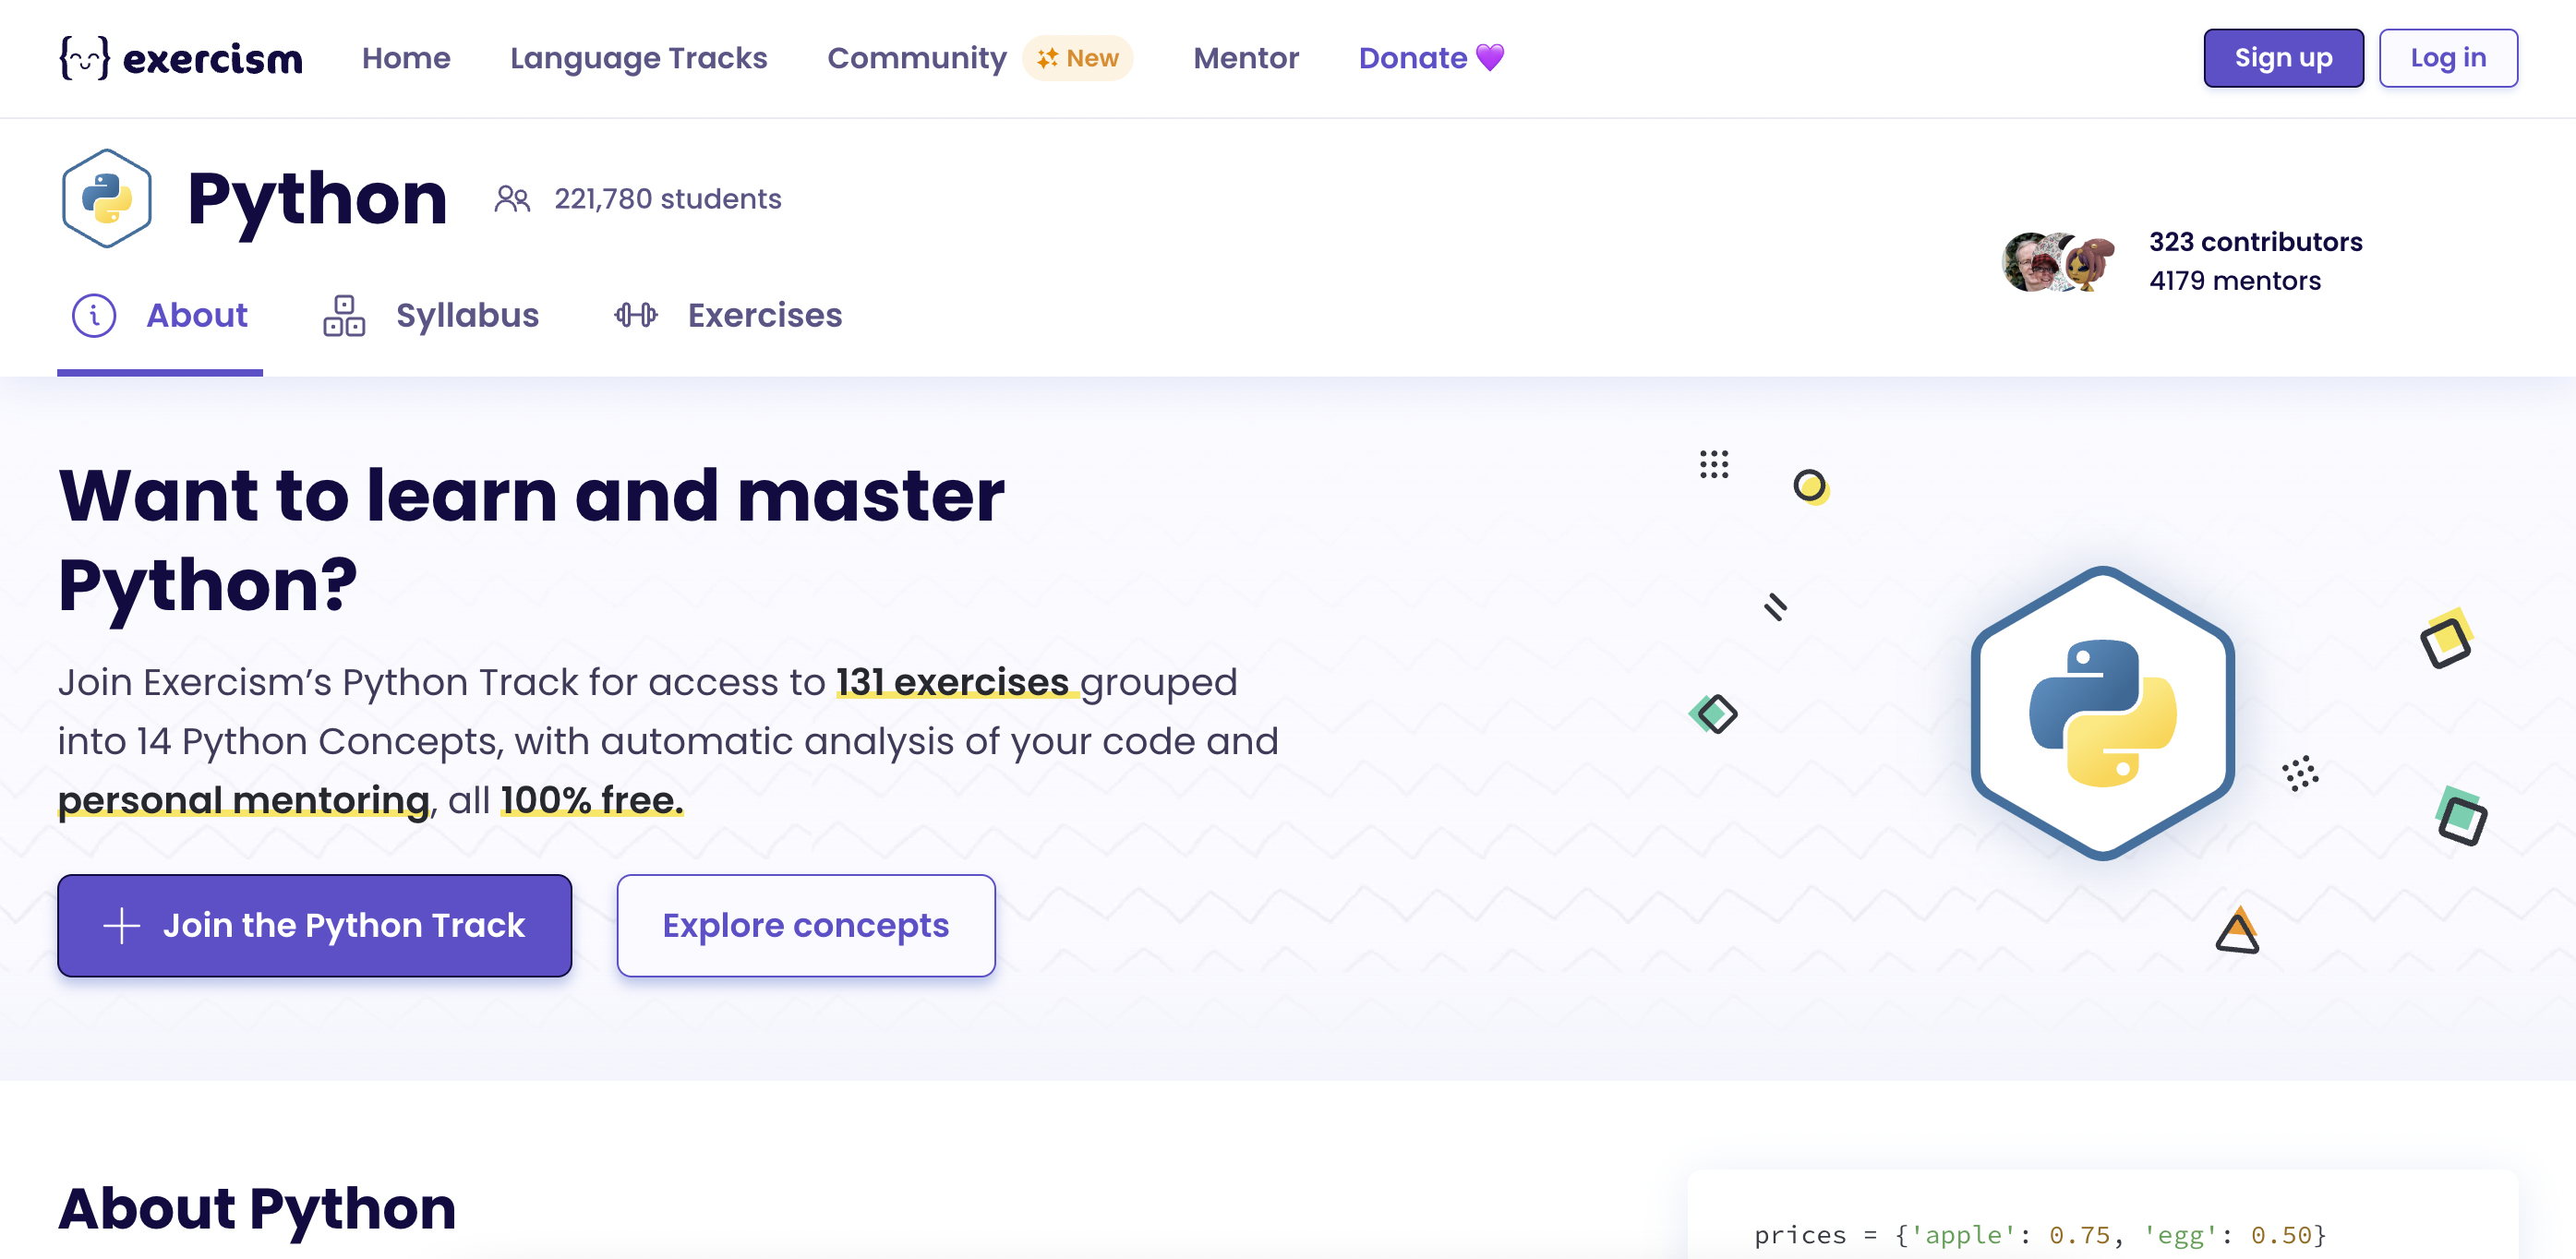 { } exercism Home Language Tracks Community New Mentor Donate Sign up Log in
Python 221,780 students
323 contributors
4179 mentors
About Syllabus Exercises
Want to learn and master
Python?
Join Exercism’s Python Track for access to 131 exercises grouped
into 14 Python Concepts, with automatic analysis of your code and
personal mentoring, all 100% free.
Join the Python Track Explore concepts
About Python
prices = {'apple': 0.75, 'egg': 0.50}